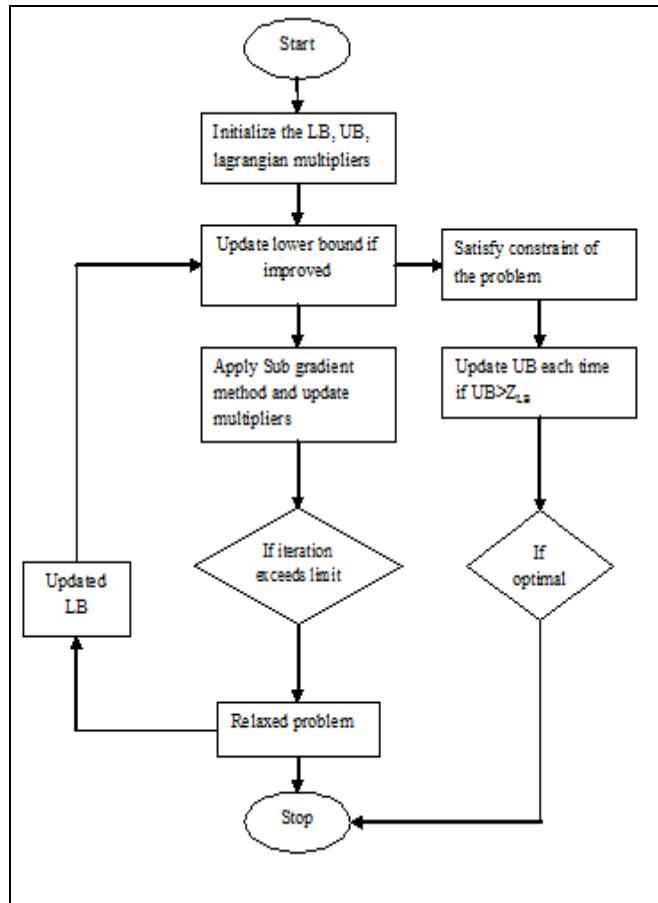 Start
Initialize the LB, UB,
lagrangian multipliers
Update lower bound if
improved
Satisfy constraint of
the problem
Apply Sub gradient
method and update
multipliers
Update UB each time
if UB>Z_LB
If iteration
exceeds limit
If
optimal
Updated
LB
Relaxed problem
Stop